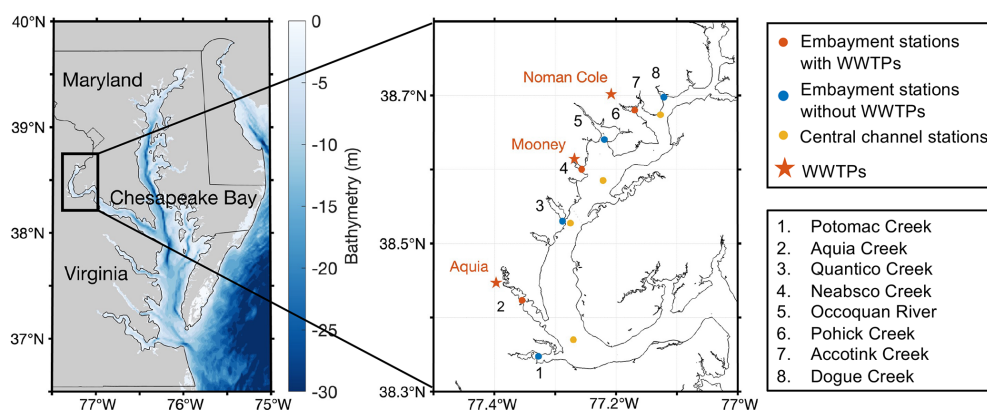 40°N
39°N
38°N
37°N
77°W
76°W
75°W
Maryland
Chesapeake Bay
Virginia
0
-5
-10
-15
-20
-25
-30
Bathymetry (m)
38.7°N
38.5°N
38.3°N
77.4°W
77.2°W
77°W
Noman Cole
Mooney
Aquia
8
7
6
5
4
3
2
1
Embayment stations
with WWTPs
Embayment stations
without WWTPs
Central channel stations
WWTPs
1. Potomac Creek
2. Aquia Creek
3. Quantico Creek
4. Neabsco Creek
5. Occoquan River
6. Pohick Creek
7. Accotink Creek
8. Dogue Creek